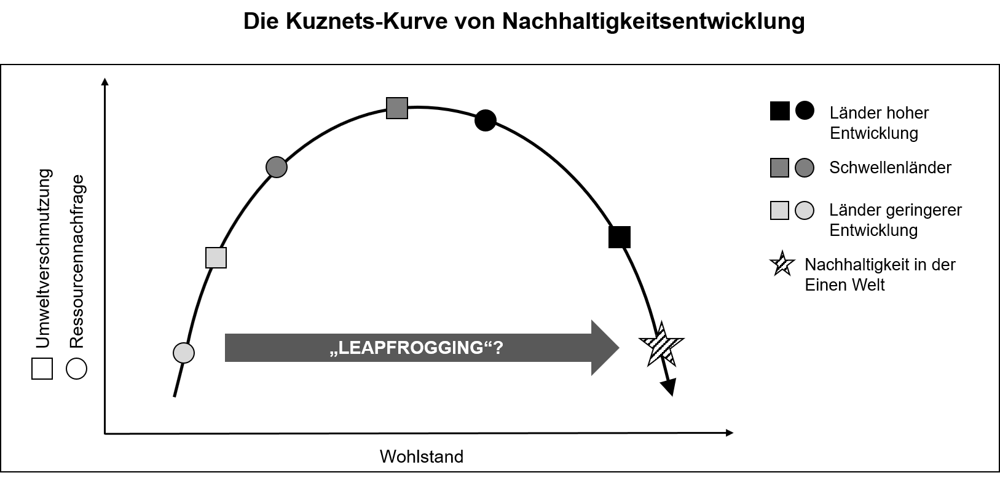 Die Kuznets-Kurve von Nachhaltigkeitsentwicklung
Umweltverschmutzung
Ressourcennachfrage
„LEAPFROGGING“?
Wohlstand
Länder hoher
Entwicklung
Schwellenländer
Länder geringerer
Entwicklung
Nachhaltigkeit in der
Einen Welt